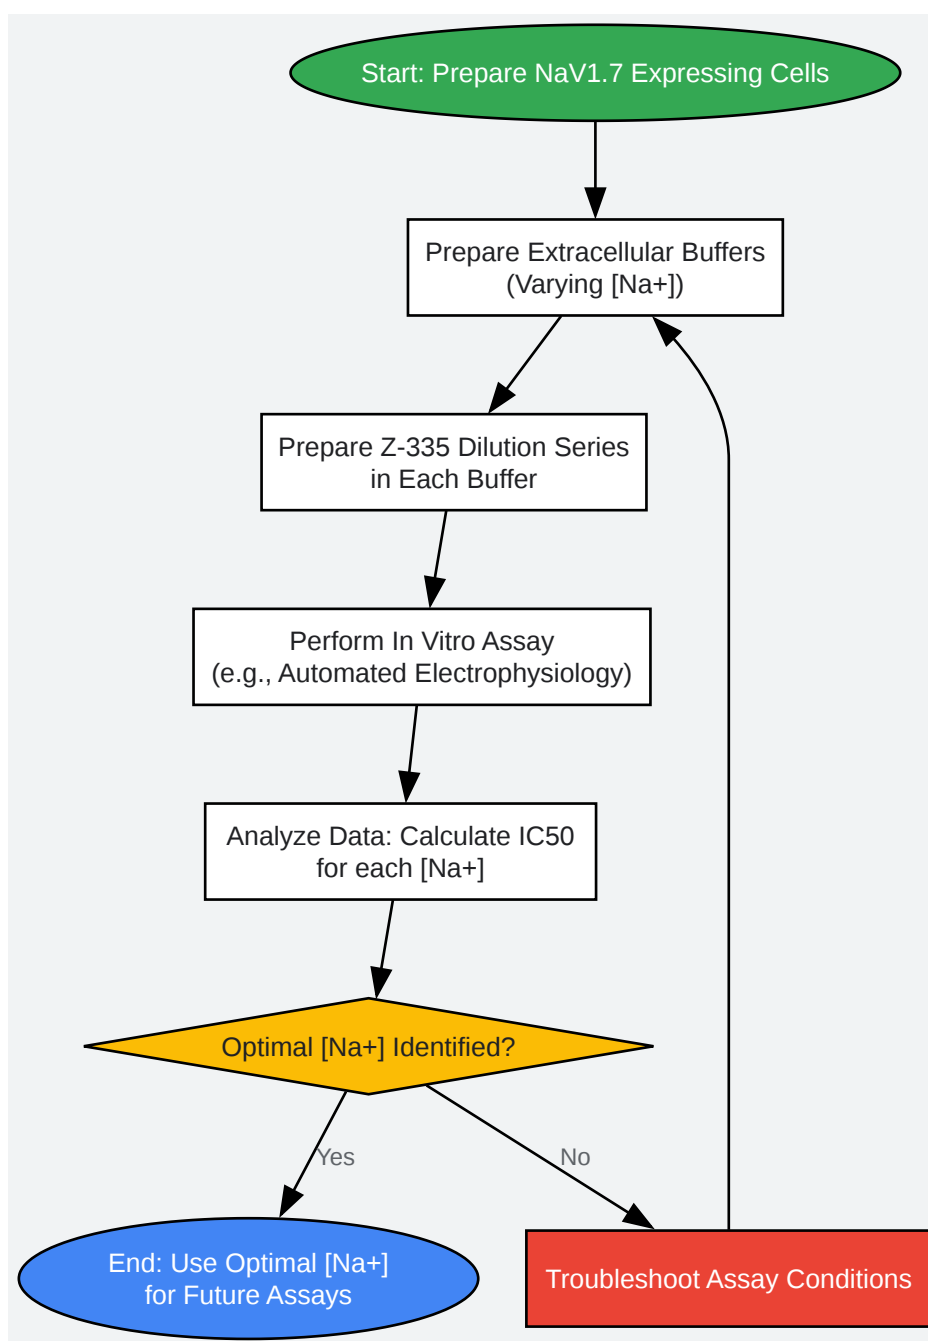 Start: Prepare NaV1.7 Expressing Cells
Prepare Extracellular Buffers
(Varying [Na+])
Prepare Z-335 Dilution Series
in Each Buffer
Perform In Vitro Assay
(e.g., Automated Electrophysiology)
Analyze Data: Calculate IC50
for each [Na+]
Optimal [Na+] Identified?
Yes
No
End: Use Optimal [Na+]
for Future Assays
Troubleshoot Assay Conditions